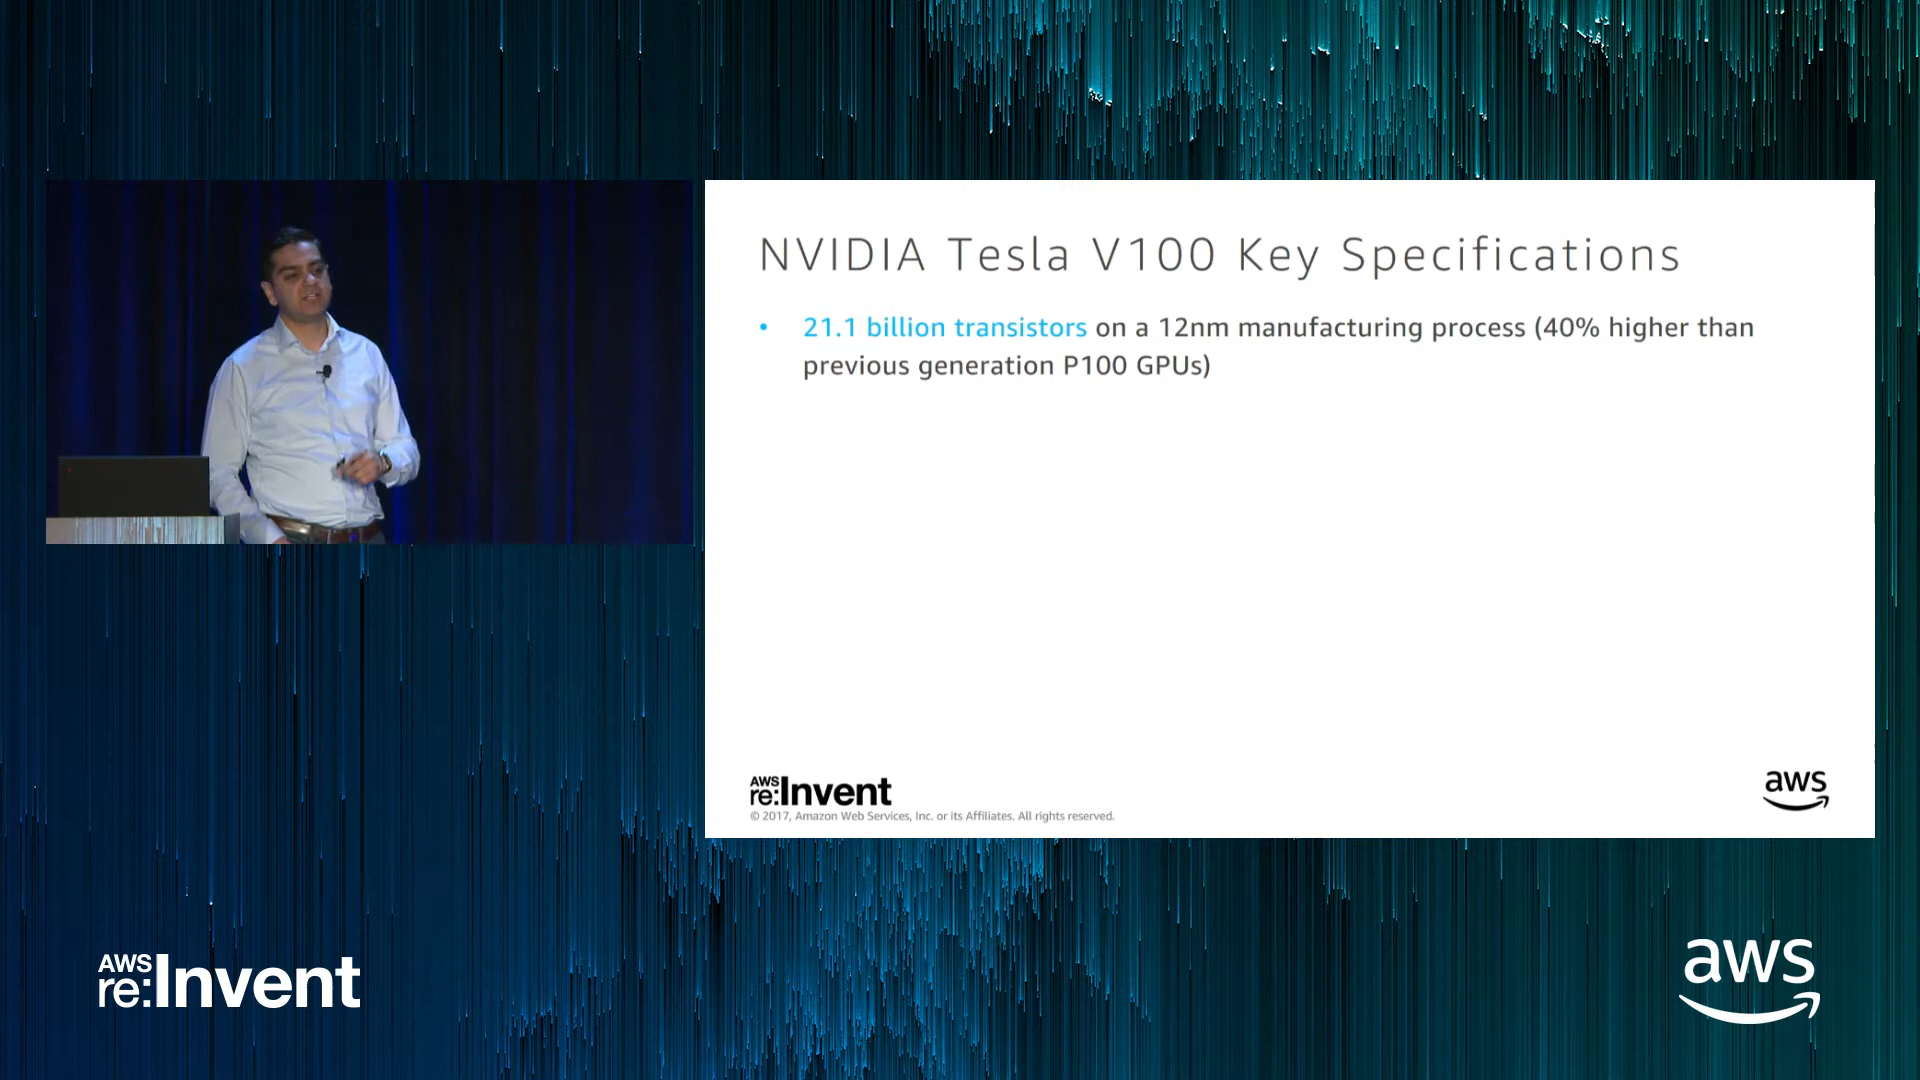 NVIDIA Tesla V100 Key Specifications
• 21.1 billion transistors on a 12nm manufacturing process (40% higher than
previous generation P100 GPUs)
AWS
re:Invent
© 2017, Amazon Web Services, Inc. or its Affiliates. All rights reserved.
aws
AWS
re:Invent
aws